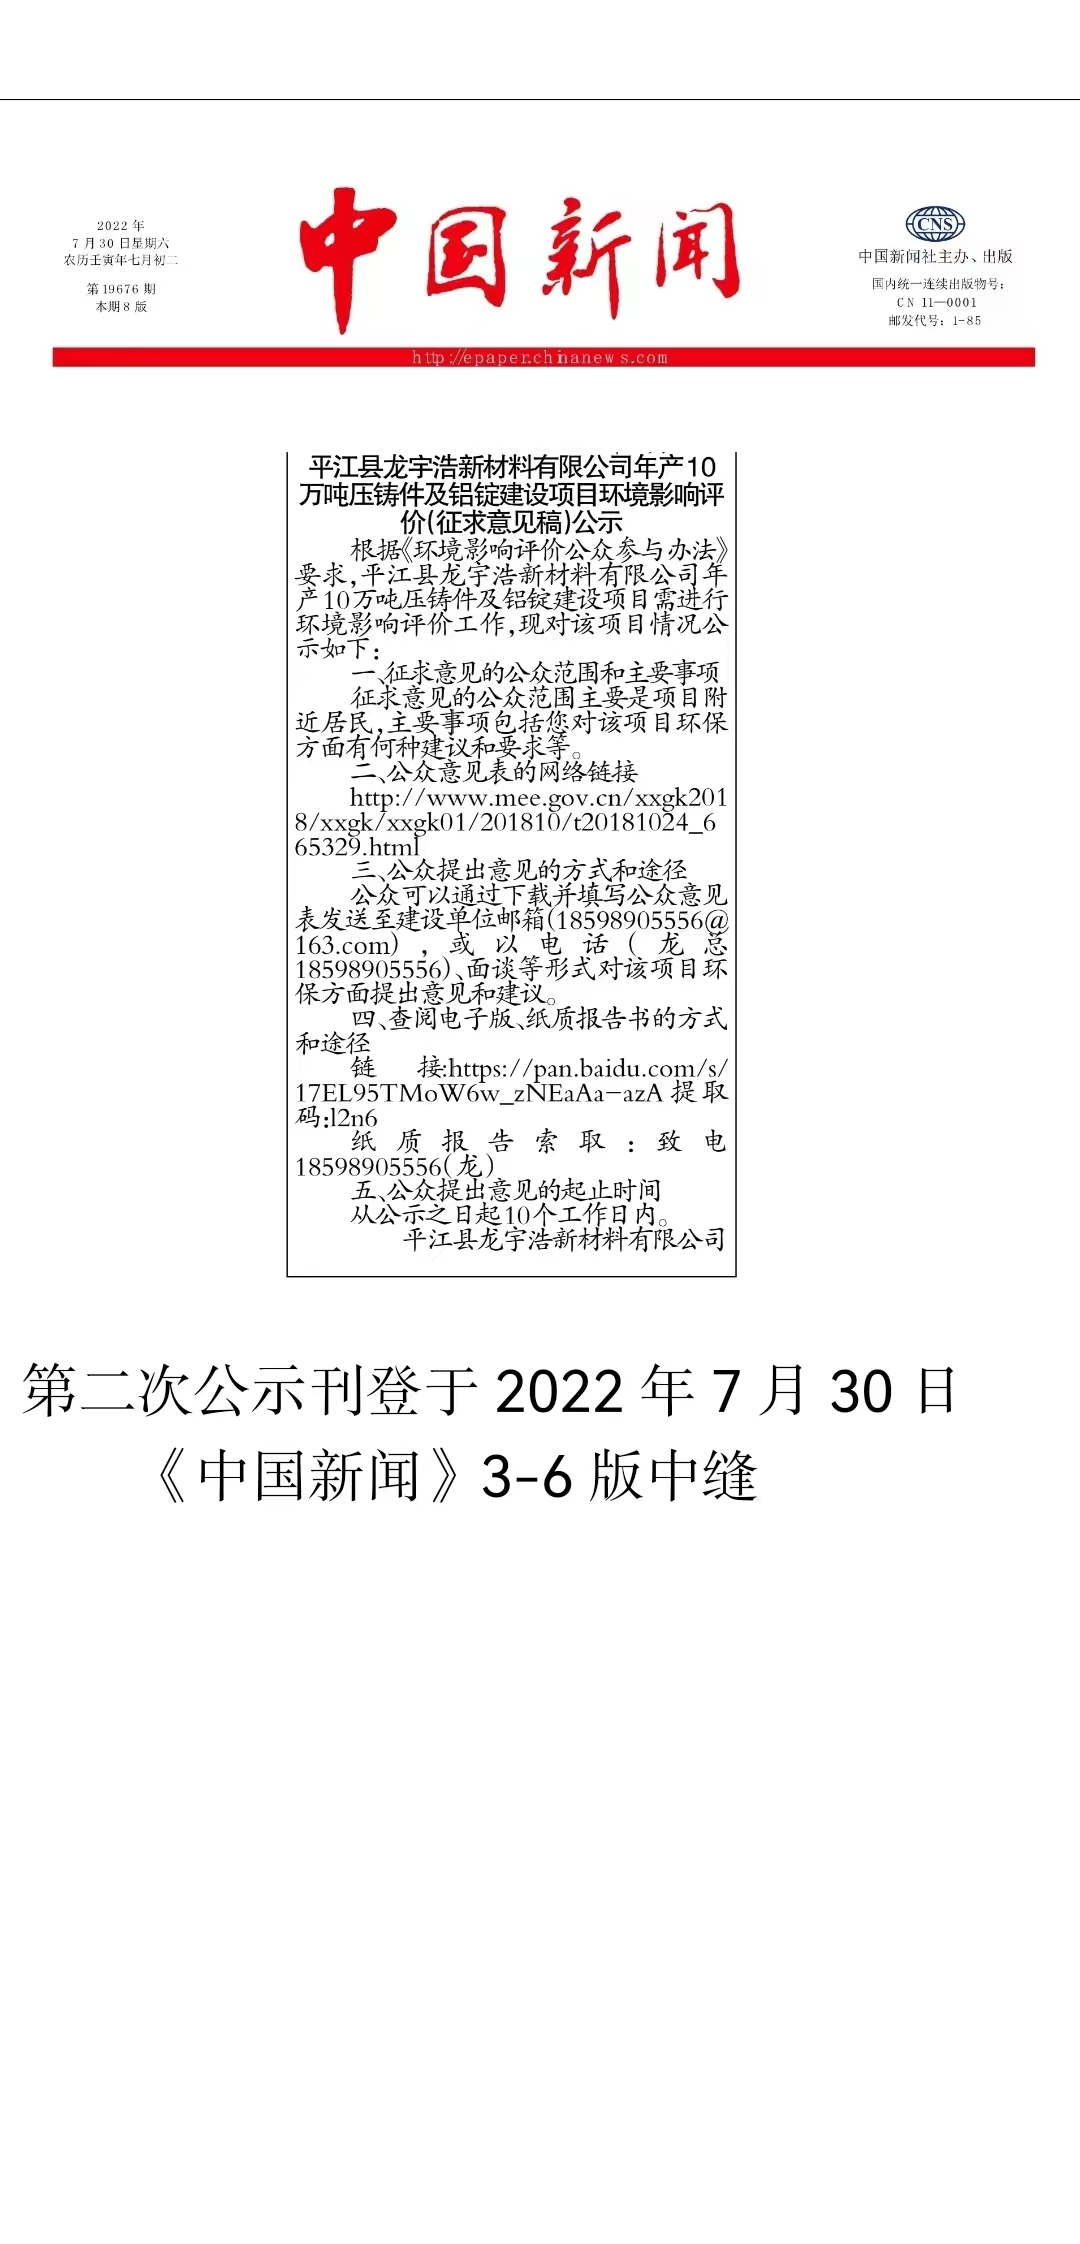 2022 年
7 月 30 日星期六
农历壬寅年七月初二
第 19676 期
本期 8 版
中国新闻
CNS
中国新闻社主办、出版
国内统一连续出版物号：
CN 11—0001
邮发代号：1-85
http://epaper.chinanews.com
平江县龙宇浩新材料有限公司年产10
万吨压铸件及铝锭建设项目环境影响评
价(征求意见稿)公示
根据《环境影响评价公众参与办法》
要求,平江县龙宇浩新材料有限公司年
产10万吨压铸件及铝锭建设项目需进行
环境影响评价工作,现对该项目情况公
示如下：
一、征求意见的公众范围和主要事项
征求意见的公众范围主要是项目附
近居民,主要事项包括您对该项目环保
方面有何种建议和要求等。
二、公众意见表的网络链接
http://www.mee.gov.cn/xxgk201
8/xxgk/xxgk01/201810/t20181024_6
65329.html
三、公众提出意见的方式和途径
公众可以通过下载并填写公众意见
表发送至建设单位邮箱(18598905556@
163.com)，或以电话(龙总
18598905556)、面谈等形式对该项目环
保方面提出意见和建议。
四、查阅电子版、纸质报告书的方式
和途径
链 接:https://pan.baidu.com/s/
17EL95TMoW6w_zNEaAa-azA 提取
码:l2n6
纸质报告索取：致电
18598905556(龙)
五、公众提出意见的起止时间
从公示之日起10个工作日内。
平江县龙宇浩新材料有限公司
第二次公示刊登于 2022 年 7 月 30 日
《中国新闻》3-6 版中缝